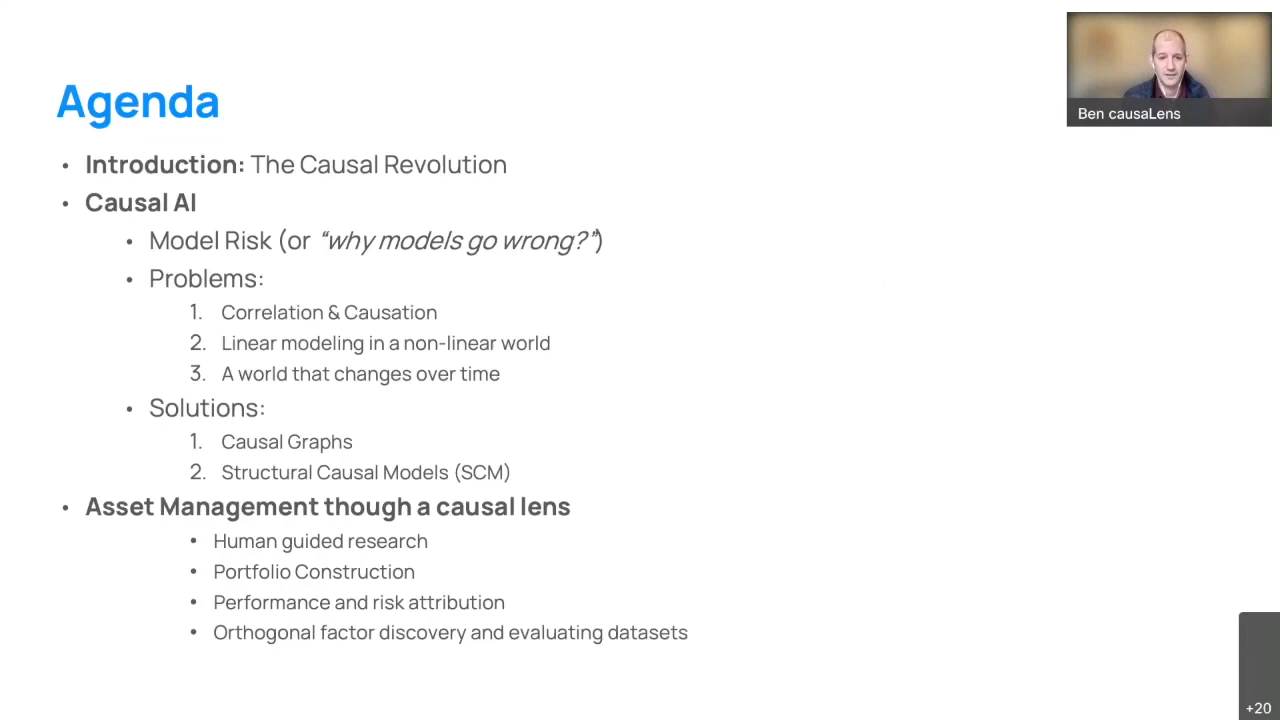 Agenda
Ben causaLens
• Introduction: The Causal Revolution
• Causal AI
• Model Risk (or “why models go wrong?”)
• Problems:
1. Correlation & Causation
2. Linear modeling in a non-linear world
3. A world that changes over time
• Solutions:
1. Causal Graphs
2. Structural Causal Models (SCM)
• Asset Management though a causal lens
• Human guided research
• Portfolio Construction
• Performance and risk attribution
• Orthogonal factor discovery and evaluating datasets
+20